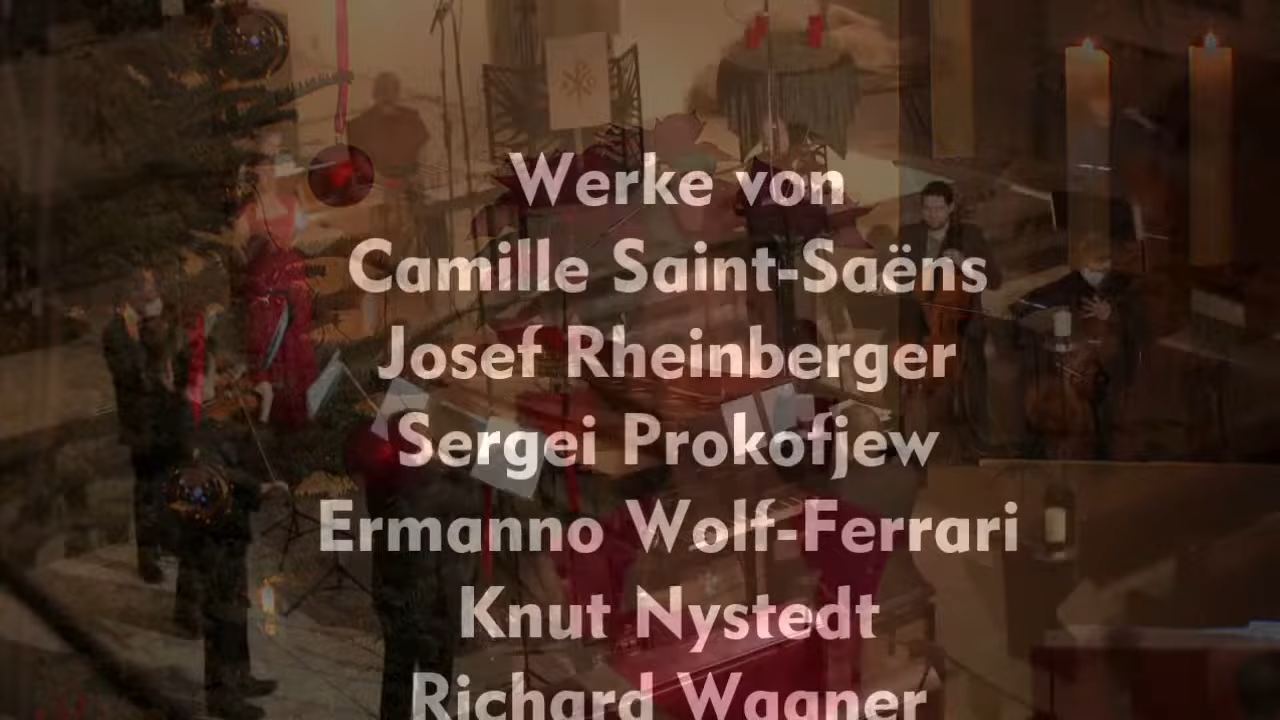 Werke von
Camille Saint-Saëns
Josef Rheinberger
Sergei Prokofjew
Ermanno Wolf-Ferrari
Knut Nystedt
Richard Wagner